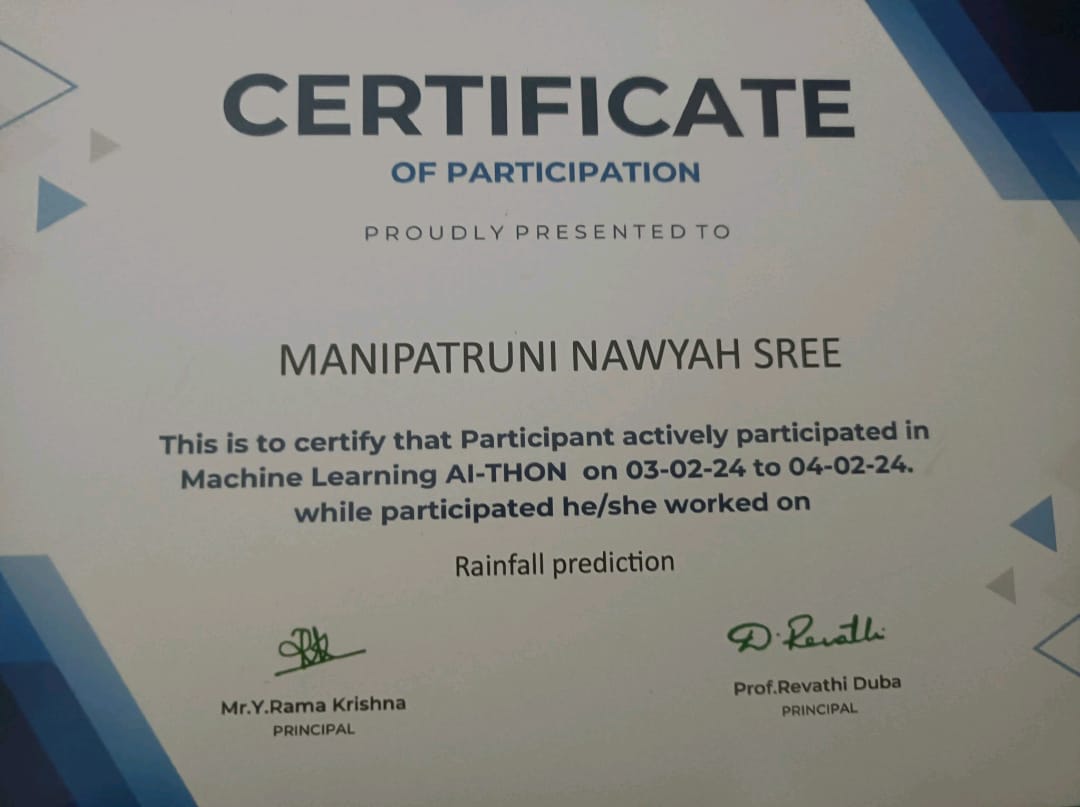 CERTIFICATE
OF PARTICIPATION
PROUDLY PRESENTED TO
MANIPATRUNI NAWYAH SREE
This is to certify that Participant actively participated in
Machine Learning AI-THON on 03-02-24 to 04-02-24.
while participated he/she worked on
Rainfall prediction
D. Revathi
Mr.Y.Rama Krishna
PRINCIPAL
Prof.Revathi Duba
PRINCIPAL